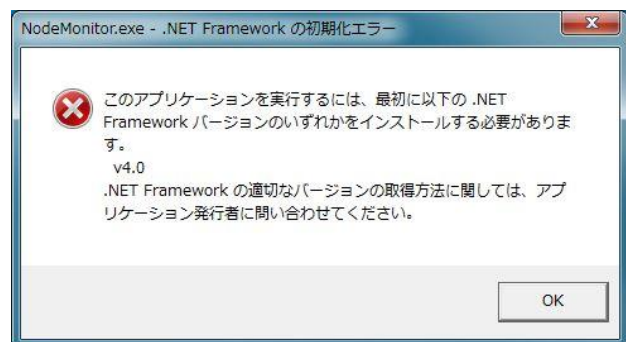 NodeMonitor.exe - .NET Framework の初期化エラー
このアプリケーションを実行するには、最初に以下の .NET
Framework バージョンのいずれかをインストールする必要がありま
す。
v4.0
.NET Framework の適切なバージョンの取得方法に関しては、アプ
リケーション発行者に問い合わせてください。
OK